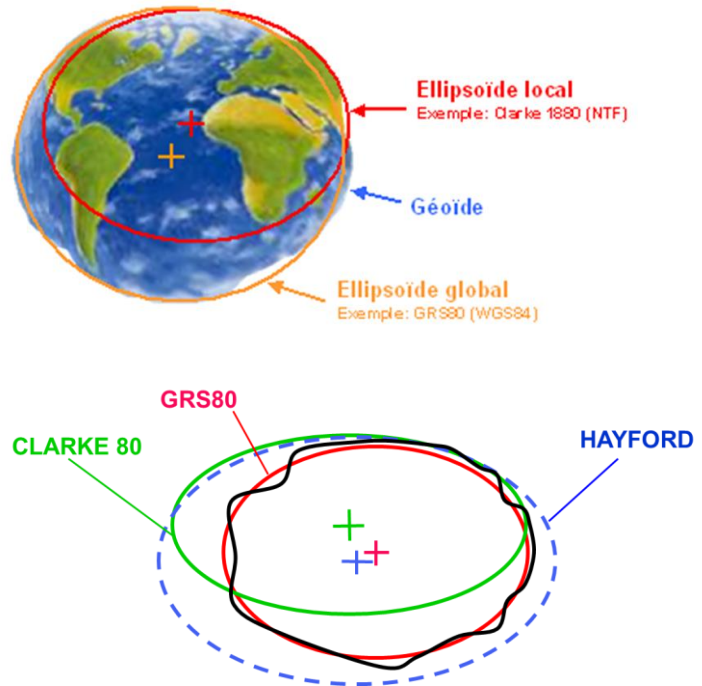 Ellipsoïde local
Exemple: Clarke 1880 (NTF)
Géoïde
Ellipsoïde global
Exemple: GRS80 (WGS84)
GRS80
CLARKE 80
HAYFORD